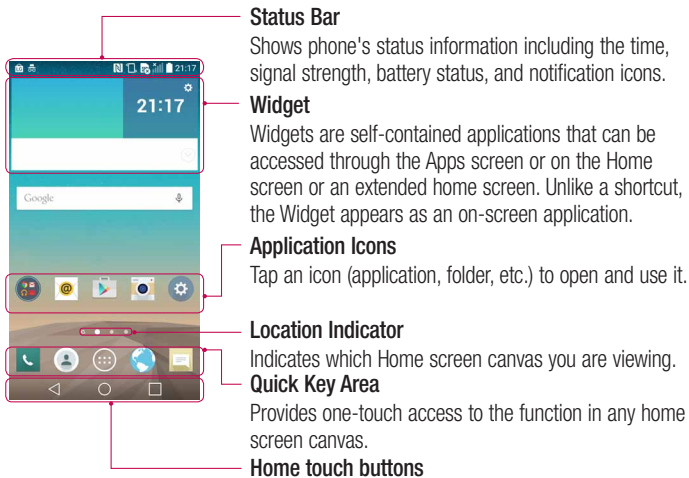 Status Bar
Shows phone's status information including the time,
signal strength, battery status, and notification icons.
21:17
21:17
Widget
Widgets are self-contained applications that can be
accessed through the Apps screen or on the Home
screen or an extended home screen. Unlike a shortcut,
the Widget appears as an on-screen application.
Google
Application Icons
Tap an icon (application, folder, etc.) to open and use it.
@
Location Indicator
Indicates which Home screen canvas you are viewing.
Quick Key Area
Provides one-touch access to the function in any home
screen canvas.
Home touch buttons